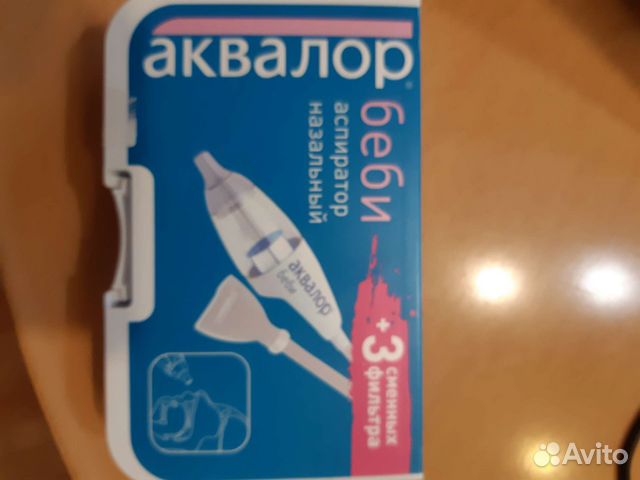 аквалор®
беби
аспиратор
назальный
аквалор
беби
+3 сменных
фильтра
Avito